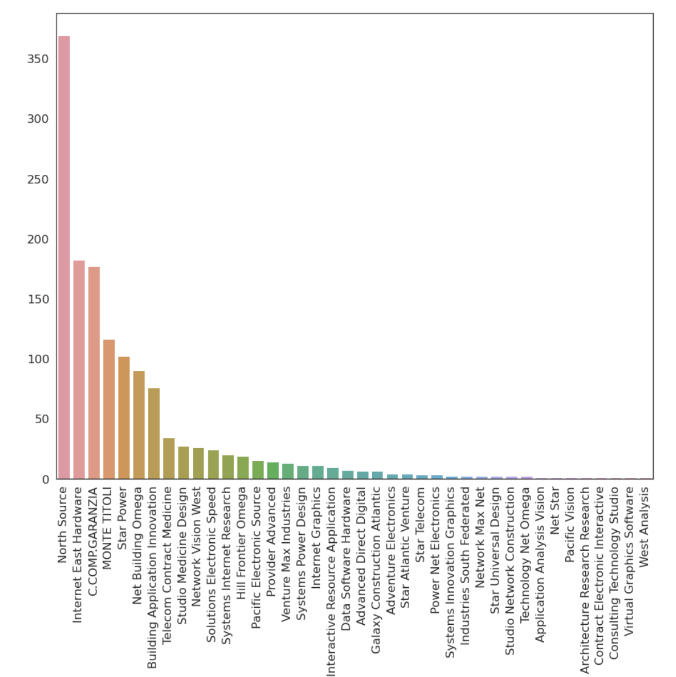 350
300
250
200
150
100
50
0
North Source
Internet East Hardware
C.COMP.GARANZIA
MONTE TITOLI
Star Power
Net Building Omega
Building Application Innovation
Telecom Contract Medicine
Studio Medicine Design
Network Vision West
Solutions Electronic Speed
Systems Internet Research
Hill Frontier Omega
Pacific Electronic Source
Provider Advanced
Venture Max Industries
Systems Power Design
Internet Graphics
Interactive Resource Application
Data Software Hardware
Advanced Direct Digital
Galaxy Construction Atlantic
Adventure Electronics
Star Atlantic Venture
Star Telecom
Power Net Electronics
Systems Innovation Graphics
Industries South Federated
Network Max Net
Star Universal Design
Studio Network Construction
Technology Net Omega
Application Analysis Vision
Net Star
Pacific Vision
Architecture Research Research
Contract Electronic Interactive
Consulting Technology Studio
Virtual Graphics Software
West Analysis